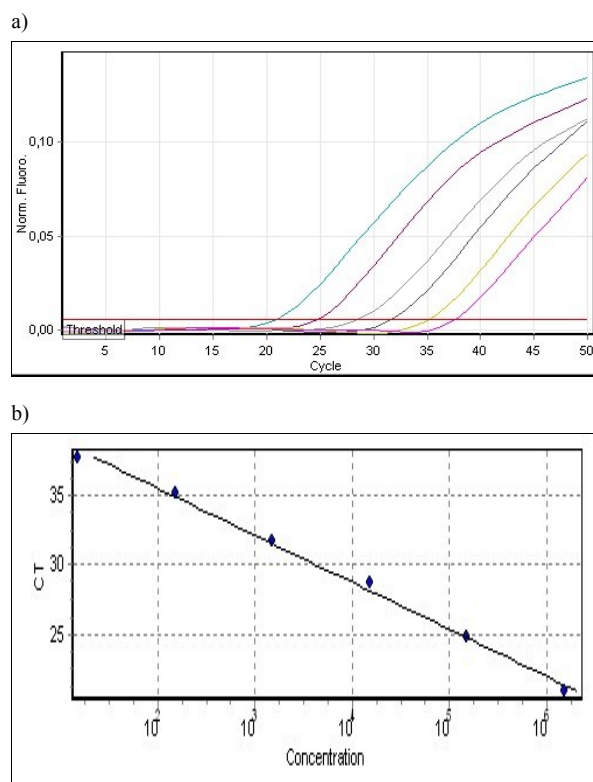 a)
0,10
0,05
0,00
Norm. Fluoro.
Threshold
5 10 15 20 25 30 35 40 45 50
Cycle
b)
35
30
25
CT
10² 10³ 10⁴ 10⁵ 10⁶
Concentration